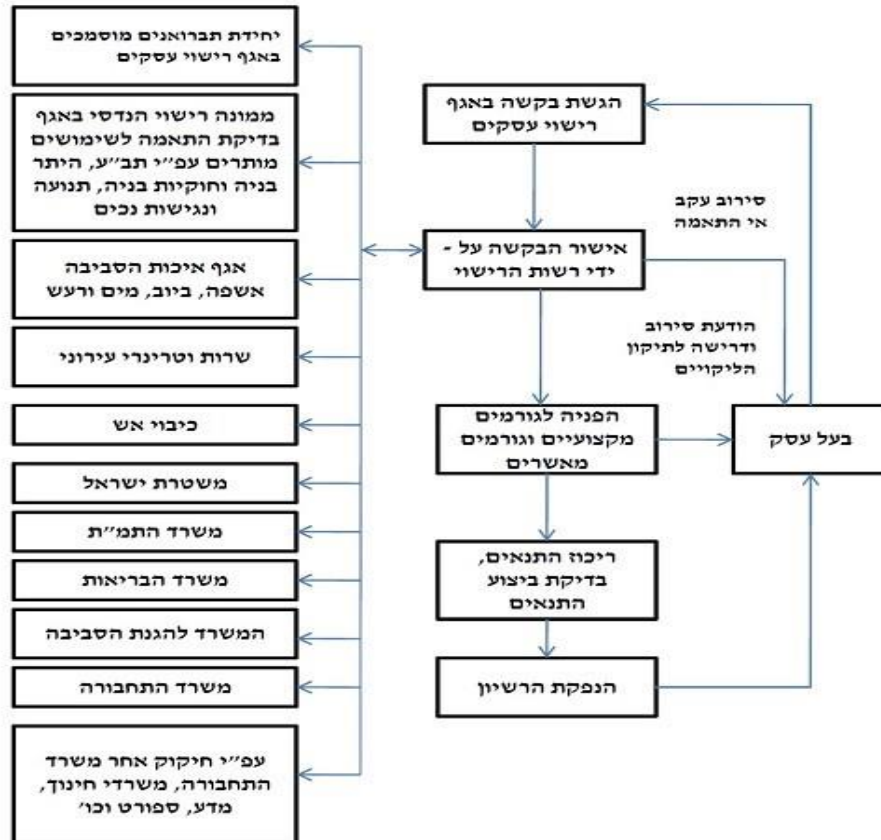 יחידת תברואנים מוסמכים
באגף רישוי עסקים
ממונה רישוי הנדסי באגף
בדיקת התאמה לשימושים
מותרים עפ״י תב״ע, היתר
בניה וחוקיות בניה, תנועה
ונגישות נכים
אגף איכות הסביבה
אשפה, ביוב, מים ורעש
שרות וטרינרי עירוני
כיבוי אש
משטרת ישראל
משרד התמ״ת
משרד הבריאות
המשרד להגנת הסביבה
משרד התחבורה
עפ״י חיקוק אחר משרד
התחבורה, משרדי חינוך,
מדע, ספורט וכו׳
הגשת בקשה באגף
רישוי עסקים
אישור הבקשה על -
ידי רשות הרישוי
הפניה לגורמים
מקצועיים וגורמים
מאשרים
ריכוז התנאים,
בדיקת ביצוע
התנאים
הנפקת הרשיון
סירוב עקב
אי התאמה
הודעת סירוב
ודרישה לתיקון
הליקויים
בעל עסק